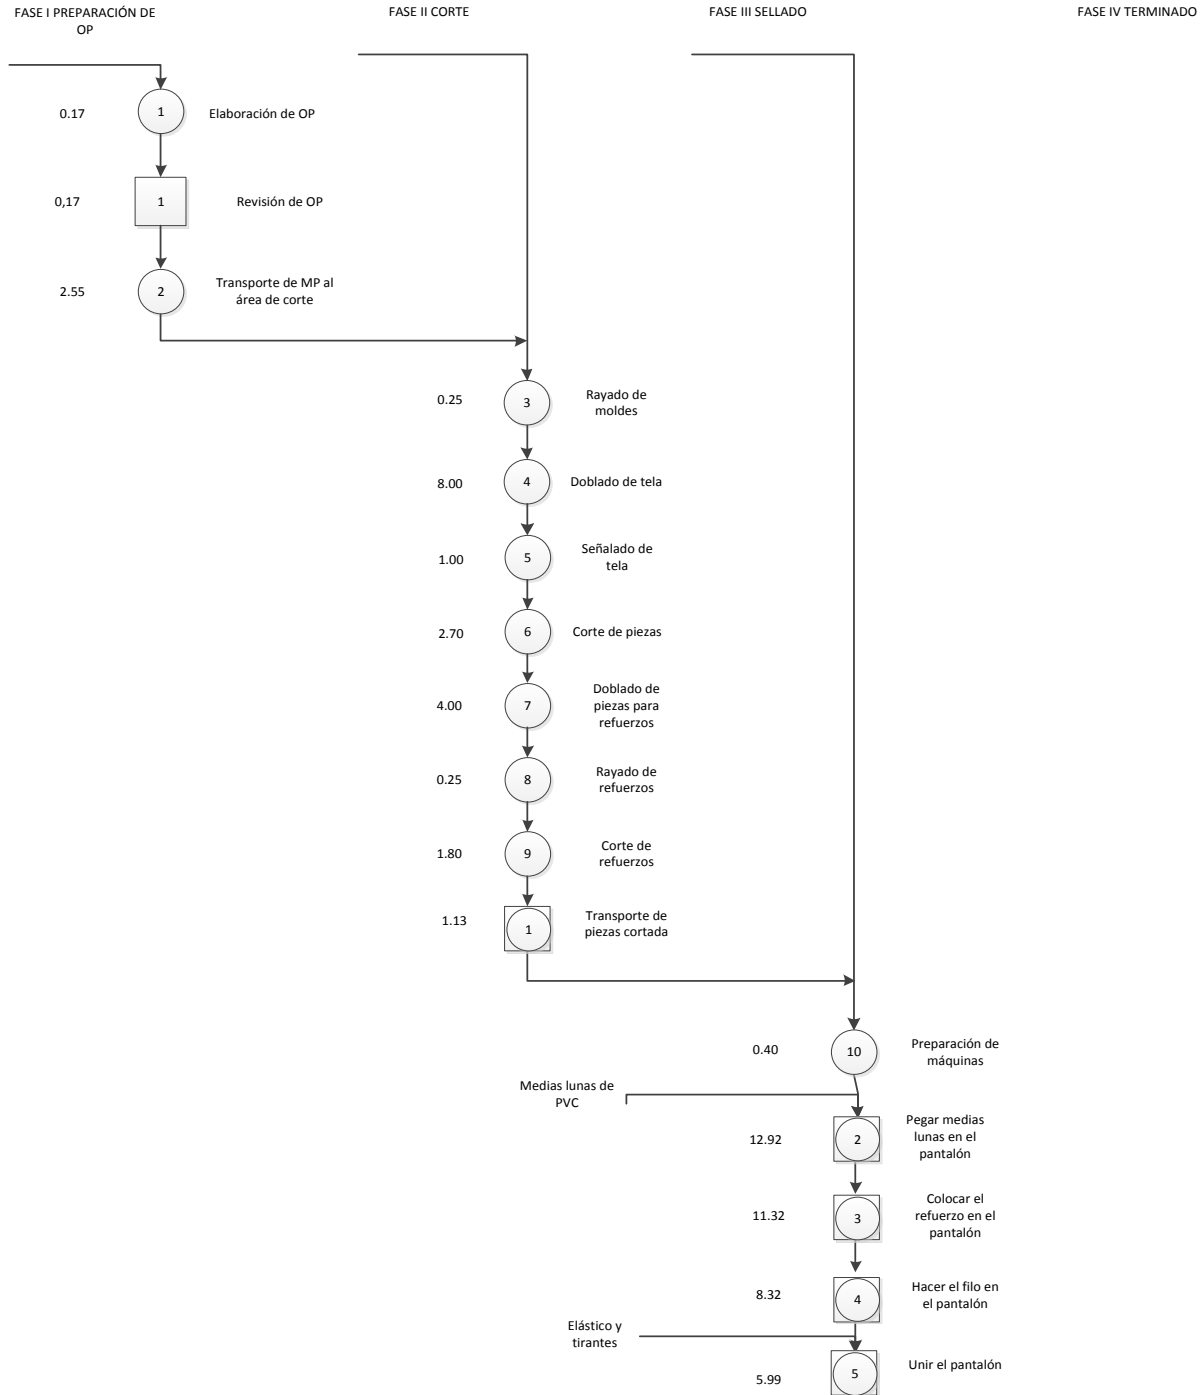 FASE I PREPARACIÓN DE
OP
FASE II CORTE
FASE III SELLADO
FASE IV TERMINADO
0.17
1
Elaboración de OP
0,17
1
Revisión de OP
2.55
2
Transporte de MP al
área de corte
0.25
3
Rayado de
moldes
8.00
4
Doblado de tela
1.00
5
Señalado de
tela
2.70
6
Corte de piezas
4.00
7
Doblado de
piezas para
refuerzos
0.25
8
Rayado de
refuerzos
1.80
9
Corte de
refuerzos
1.13
1
Transporte de
piezas cortada
0.40
10
Preparación de
máquinas
Medias lunas de
PVC
12.92
2
Pegar medias
lunas en el
pantalón
11.32
3
Colocar el
refuerzo en el
pantalón
8.32
4
Hacer el filo en
el pantalón
Elástico y
tirantes
5.99
5
Unir el pantalón